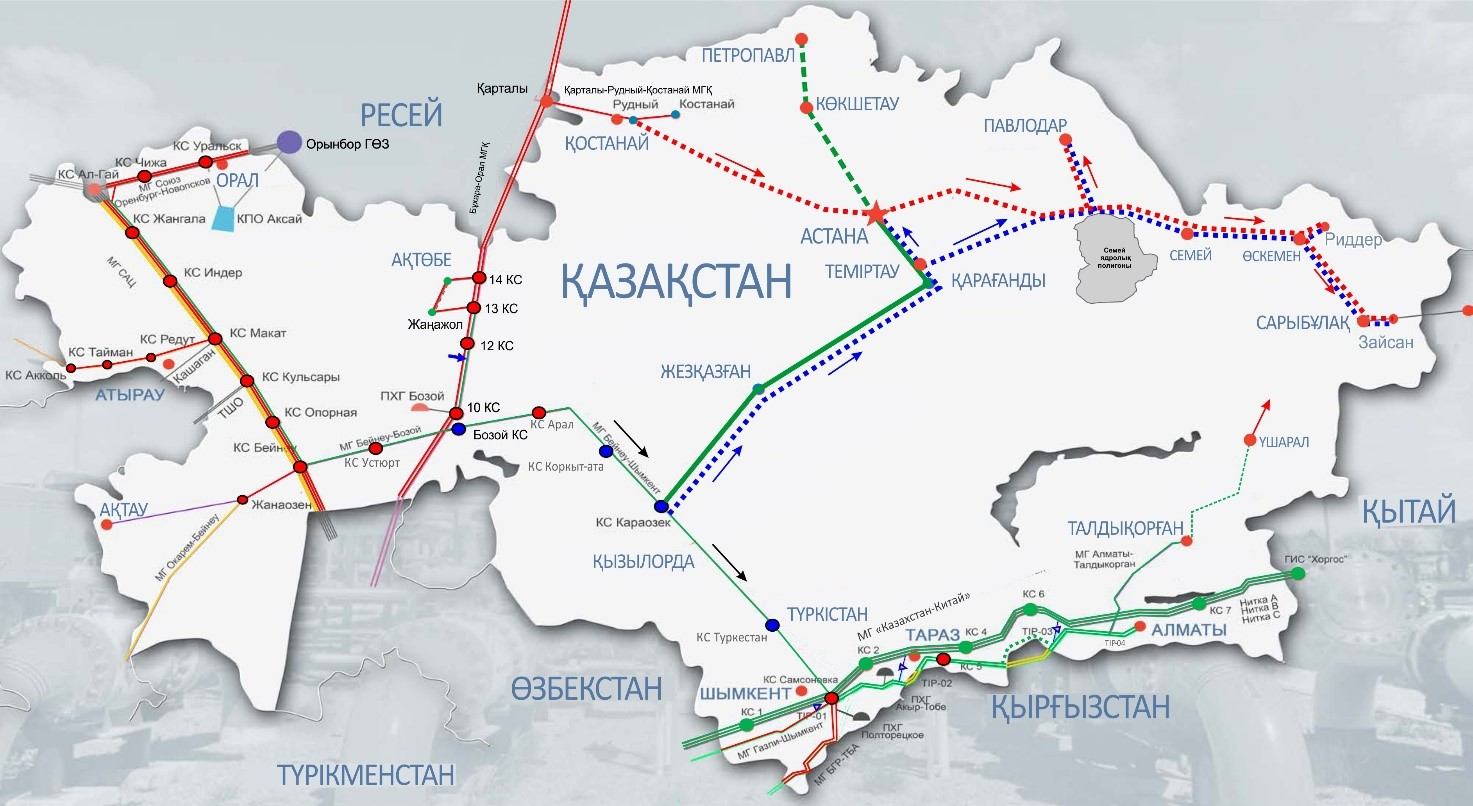 ПЕТРОПАВЛ
Қарталы
Қарталы-Рудный-Қостанай МГҚ
Рудный
Костанай
КӨКШЕТАУ
РЕСЕЙ
ҚОСТАНАЙ
ПАВЛОДАР
КС Уральск
Орынбор ГӨЗ
КС Чижа
КС Ал-Гай
МГ Союз
Оренбург-Новопсков
ОРАЛ
Бухара-Орал МГҚ
КС Жангала
КПО Аксай
АСТАНА
Риддер
СЕМЕЙ
ӨСКЕМЕН
Семей
ядролық
полигоны
МГ САЦ
КС Индер
АҚТӨБЕ
14 КС
ҚАЗАҚСТАН
ТЕМІРТАУ
ҚАРАҒАНДЫ
13 КС
Жаңажол
САРЫБҰЛАҚ
Зайсан
КС Макат
КС Редут
КС Тайман
КС Акколь
Кашаган
12 КС
ЖЕЗҚАЗҒАН
АТЫРАУ
КС Кульсары
ТШО
ПХГ Бозой
10 КС
КС Опорная
Бозой КС
КС Арал
МГ Бейнеу-Бозой
КС Бейнеу
КС Устюрт
МГ Бейнеу-Шымкент
КС Коркыт-ата
ҮШАРАЛ
АҚТАУ
Жанаозен
КС Караозек
ҚЫТАЙ
МГ Окарем-Бейнеу
ТАЛДЫҚОРҒАН
МГ Алматы-
Талдыкорган
ҚЫЗЫЛОРДА
ГИС "Хоргос"
МГ «Казахстан-Китай»
КС 6
КС 7
Нитка А
Нитка В
Нитка С
ТҮРКІСТАН
КС Туркестан
ТАРАЗ
КС 4
TIP-03
АЛМАТЫ
TIP-04
КС 2
КС 5
TIP-02
КС Самсоновка
ӨЗБЕКСТАН
ШЫМКЕНТ
КС 1
TIP-01
ПХГ
Акыр-Тобе
ПХГ
Полторецкое
ҚЫРҒЫЗСТАН
МГ Газли-Шымкент
МГ БГР-ТБА
ТҮРІКМЕНСТАН